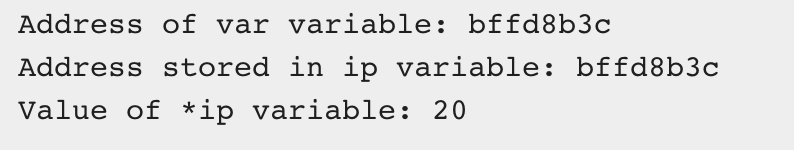 Address of var variable: bffd8b3c
Address stored in ip variable: bffd8b3c
Value of *ip variable: 20